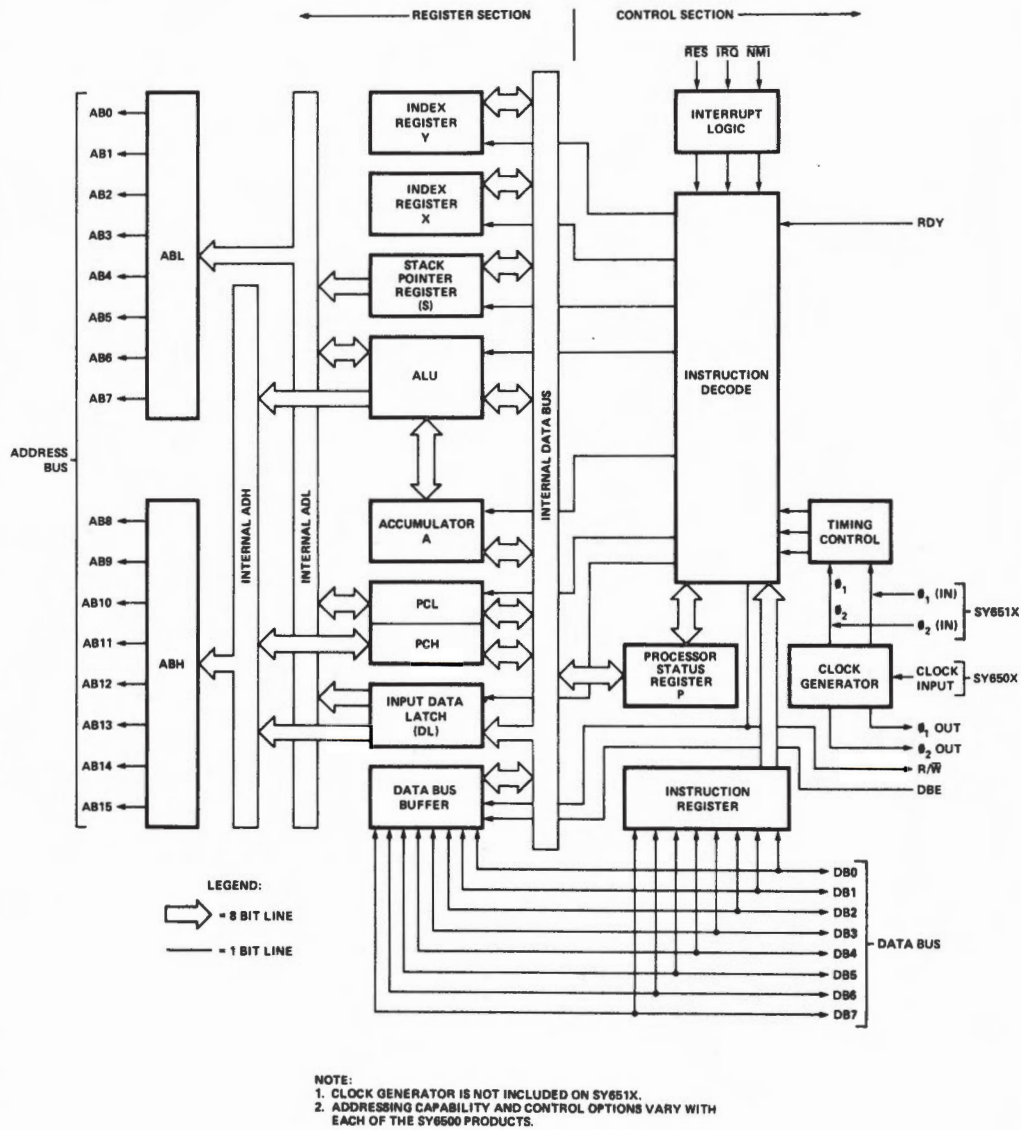 REGISTER SECTION
CONTROL SECTION
RES IRQ NMI
INTERRUPT
LOGIC
INDEX
REGISTER
Y
INDEX
REGISTER
X
STACK
POINTER
REGISTER
(S)
ALU
ACCUMULATOR
A
PCL
PCH
INPUT DATA
LATCH
(DL)
DATA BUS
BUFFER
ABL
ABH
INTERNAL ADH
INTERNAL ADL
INTERNAL DATA BUS
AB0
AB1
AB2
AB3
AB4
AB5
AB6
AB7
AB8
AB9
AB10
AB11
AB12
AB13
AB14
AB15
ADDRESS
BUS
INSTRUCTION
DECODE
RDY
TIMING
CONTROL
ø1
ø2
ø1 (IN)
ø2 (IN)
SY651X
CLOCK
GENERATOR
CLOCK
INPUT
SY650X
ø1 OUT
ø2 OUT
R/W̅
DBE
PROCESSOR
STATUS
REGISTER
P
INSTRUCTION
REGISTER
DB0
DB1
DB2
DB3
DB4
DB5
DB6
DB7
DATA BUS
LEGEND:
= 8 BIT LINE
= 1 BIT LINE
NOTE:
1. CLOCK GENERATOR IS NOT INCLUDED ON SY651X.
2. ADDRESSING CAPABILITY AND CONTROL OPTIONS VARY WITH
EACH OF THE SY6500 PRODUCTS.